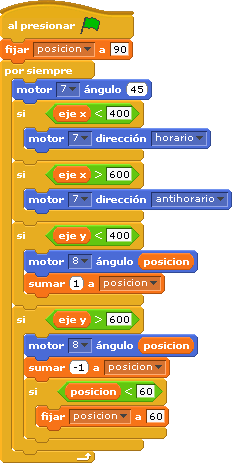 al presionar
fijar posicion a 90
por siempre
motor 7 ángulo 45
si eje x < 400
motor 7 dirección horario
si eje x > 600
motor 7 dirección antihorario
si eje y < 400
motor 8 ángulo posicion
sumar 1 a posicion
si eje y > 600
motor 8 ángulo posicion
sumar -1 a posicion
si posicion < 60
fijar posicion a 60